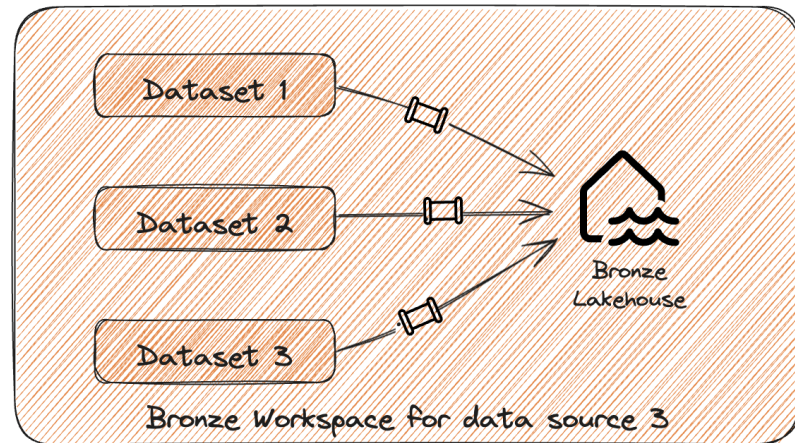 Dataset 1
Dataset 2
Dataset 3
Bronze
Lakehouse
Bronze Workspace for data source 3